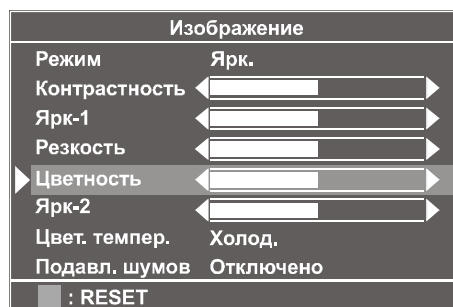 Изображение
Режим Ярк.
Контрастность
Ярк-1
Резкость
Цветность
Ярк-2
Цвет. темпер. Холод.
Подавл. шумов Отключено
: RESET